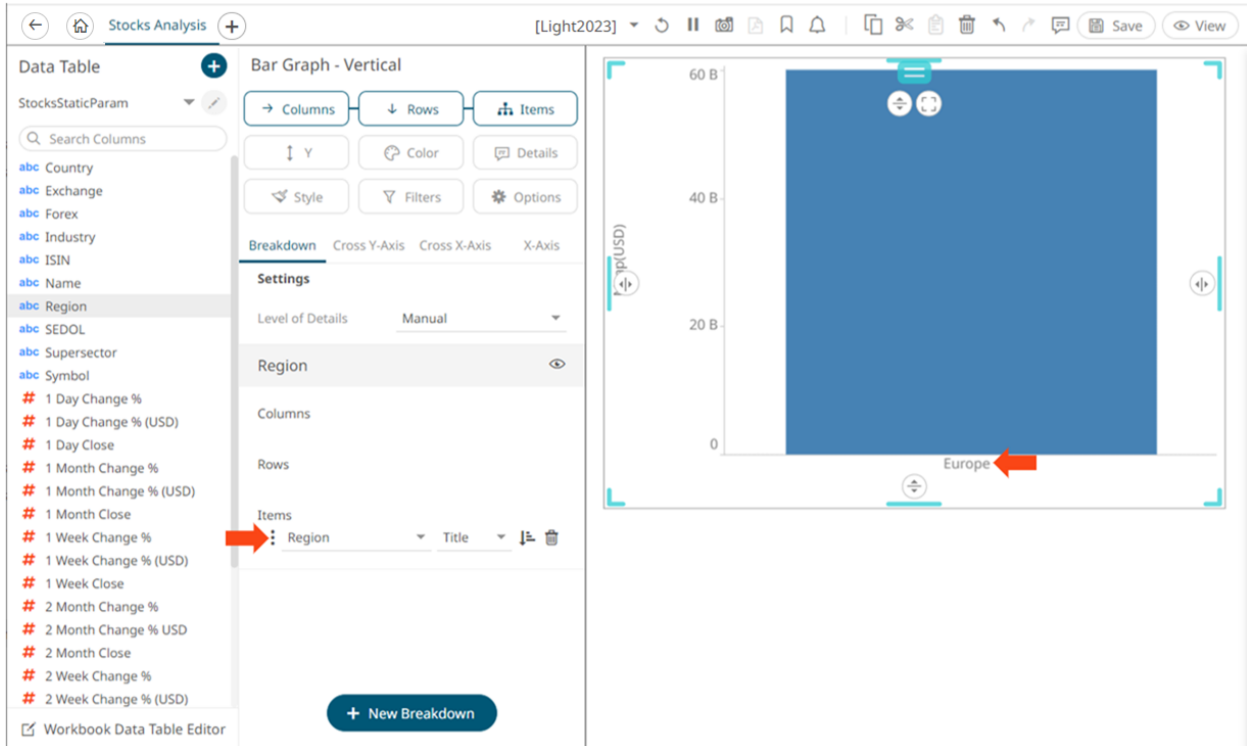 Stocks Analysis
[Light2023]
Save
View
Data Table
StocksStaticParam
Search Columns
abc Country
abc Exchange
abc Forex
abc Industry
abc ISIN
abc Name
abc Region
abc SEDOL
abc Supersector
abc Symbol
# 1 Day Change %
# 1 Day Change % (USD)
# 1 Day Close
# 1 Month Change %
# 1 Month Change % (USD)
# 1 Month Close
# 1 Week Change %
# 1 Week Change % (USD)
# 1 Week Close
# 2 Month Change %
# 2 Month Change % USD
# 2 Month Close
# 2 Week Change %
# 2 Week Change % (USD)
Workbook Data Table Editor
Bar Graph - Vertical
Columns
Rows
Items
Y
Color
Details
Style
Filters
Options
Breakdown
Cross Y-Axis
Cross X-Axis
X-Axis
Settings
Level of Details
Manual
Region
Columns
Rows
Items
Region
Title
+ New Breakdown
60 B
40 B
20 B
0
Europe